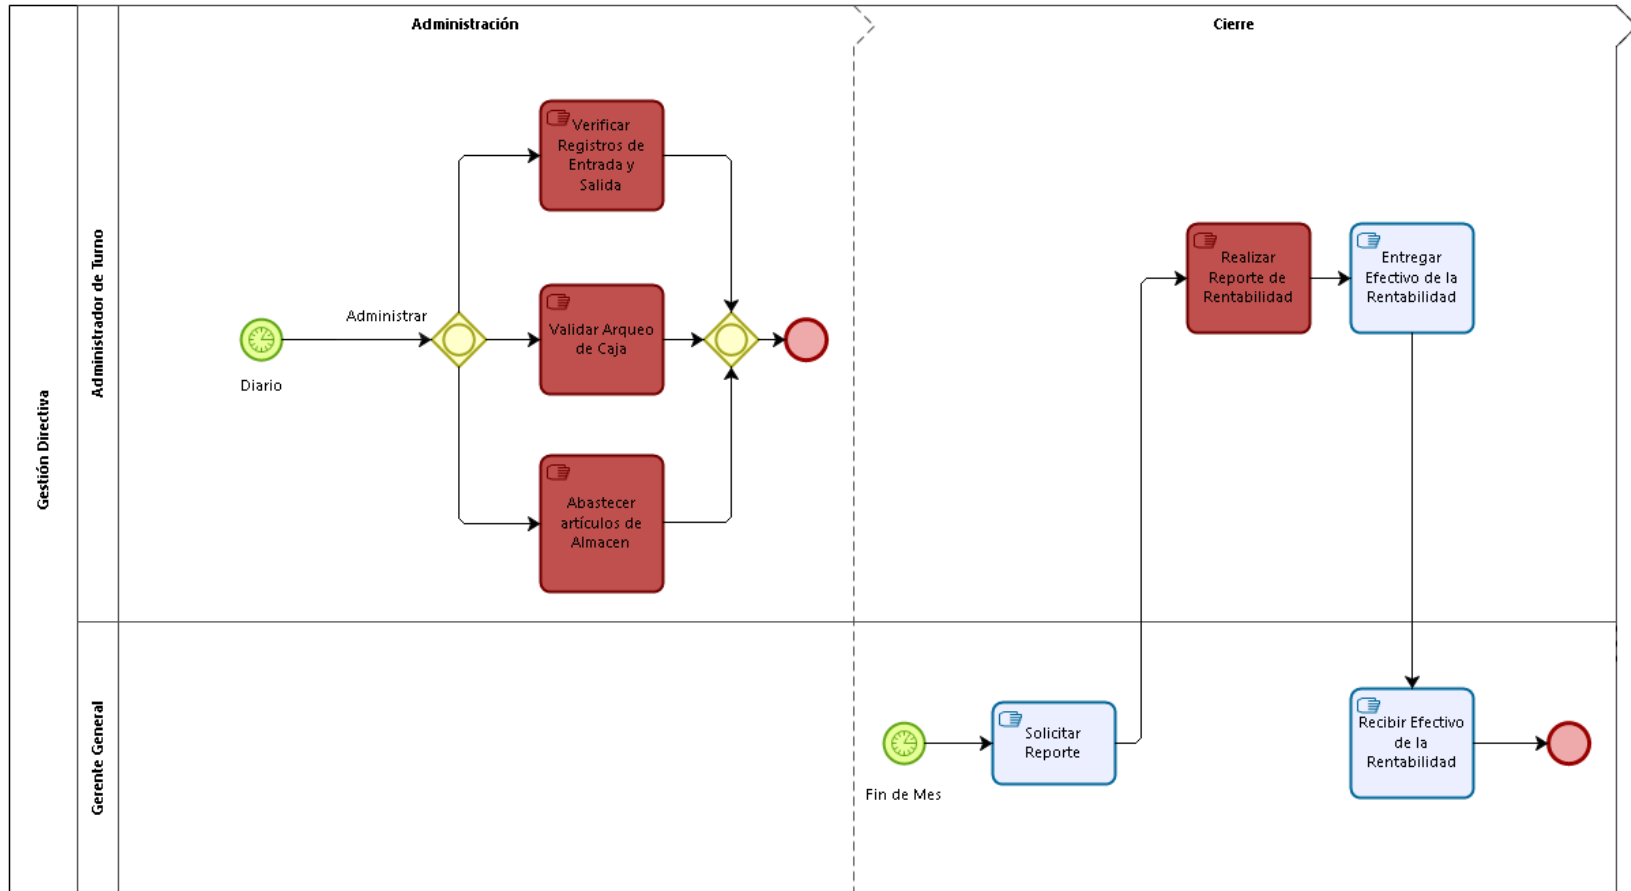 Administración
Cierre
Gestión Directiva
Administrador de Turno
Gerente General
Diario
Administrar
Verificar
Registros de
Entrada y
Salida
Validar Arqueo
de Caja
Abastecer
artículos de
Almacen
Realizar
Reporte de
Rentabilidad
Entregar
Efectivo de la
Rentabilidad
Fin de Mes
Solicitar
Reporte
Recibir Efectivo
de la
Rentabilidad